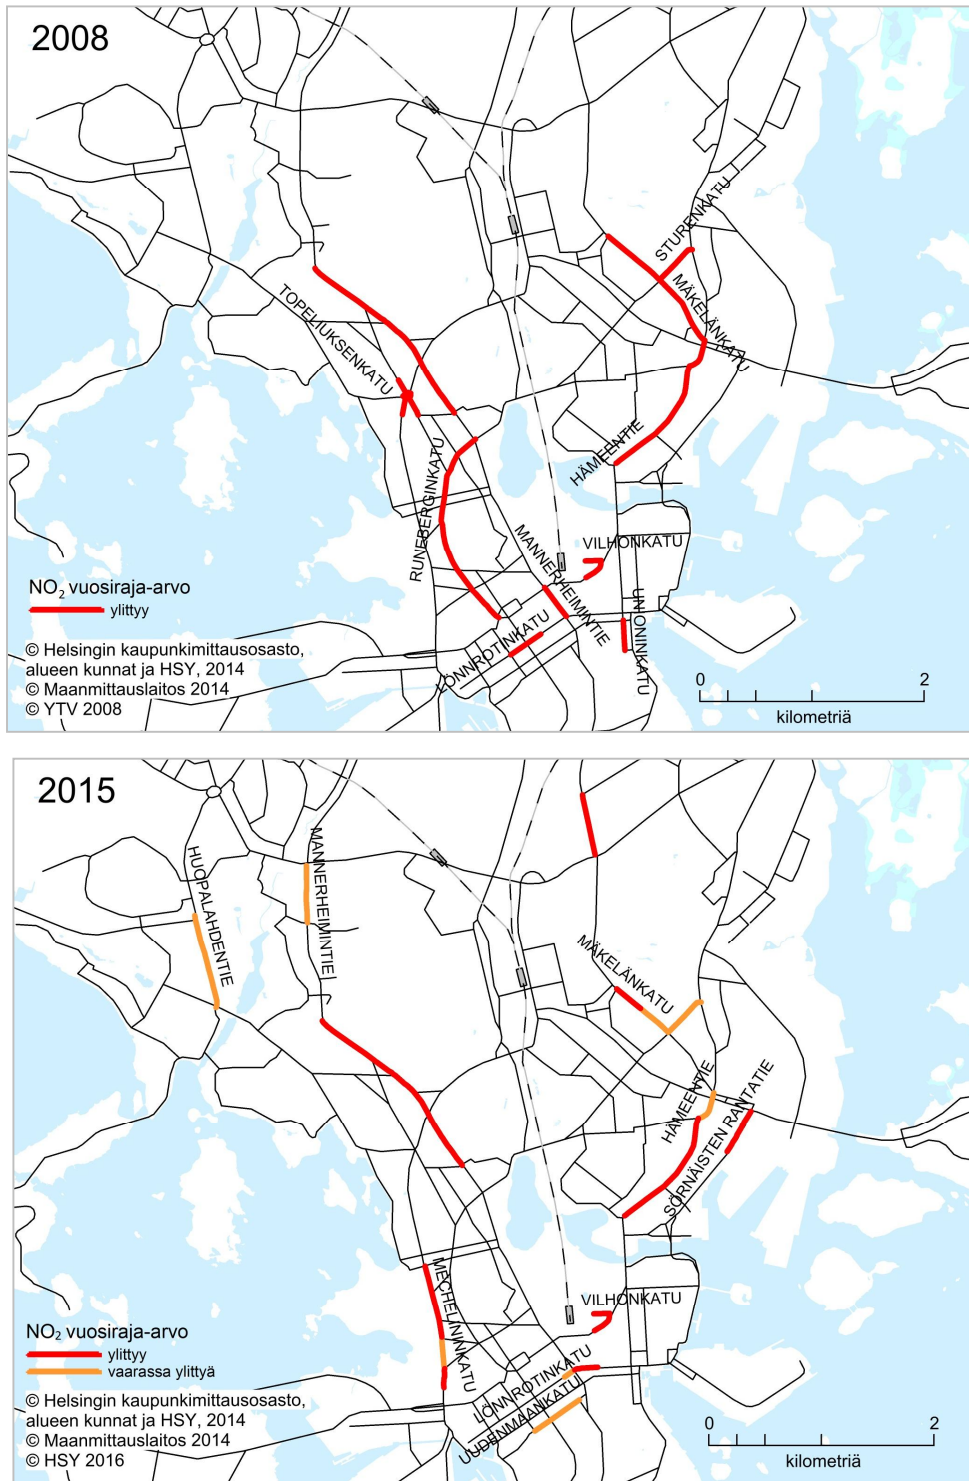 2008
STURENKATU
MÄKELÄNKATU
TOPELIUKSENKATU
HÄMEENTIE
RUNEBERGINKATU
MANNERHEIMINTIE
VILHONKATU
UNIONINKATU
LÖNNROTINKATU
NO₂ vuosiraja-arvo
ylittyy
© Helsingin kaupunkimittausosasto,
alueen kunnat ja HSY, 2014
© Maanmittauslaitos 2014
© YTV 2008
0 2
kilometriä
2015
HUOPALAHDENTIE
MANNERHEIMINTIE
MÄKELÄNKATU
HÄMEENTIE
SÖRNÄISTEN RANTATIE
MECHELININKATU
VILHONKATU
LÖNNROTINKATU
UUDENMAANKATU
NO₂ vuosiraja-arvo
ylittyy
vaarassa ylittyä
© Helsingin kaupunkimittausosasto,
alueen kunnat ja HSY, 2014
© Maanmittauslaitos 2014
© HSY 2016
0 2
kilometriä